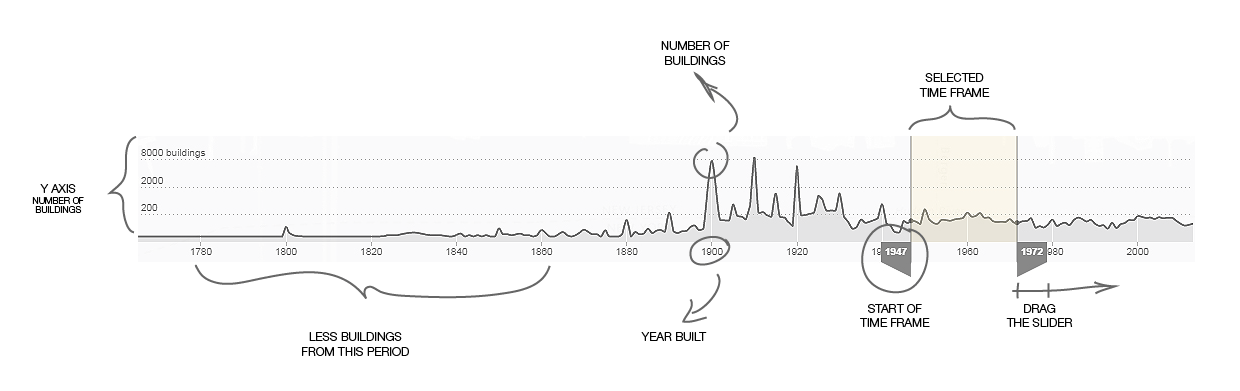 NUMBER OF
BUILDINGS
SELECTED
TIME FRAME
8000 buildings
2000
200
Y AXIS
NUMBER OF
BUILDINGS
1780
1800
1820
1840
1860
1880
1900
1920
1947
1960
1972
980
2000
LESS BUILDINGS
FROM THIS PERIOD
YEAR BUILT
START OF
TIME FRAME
DRAG
THE SLIDER